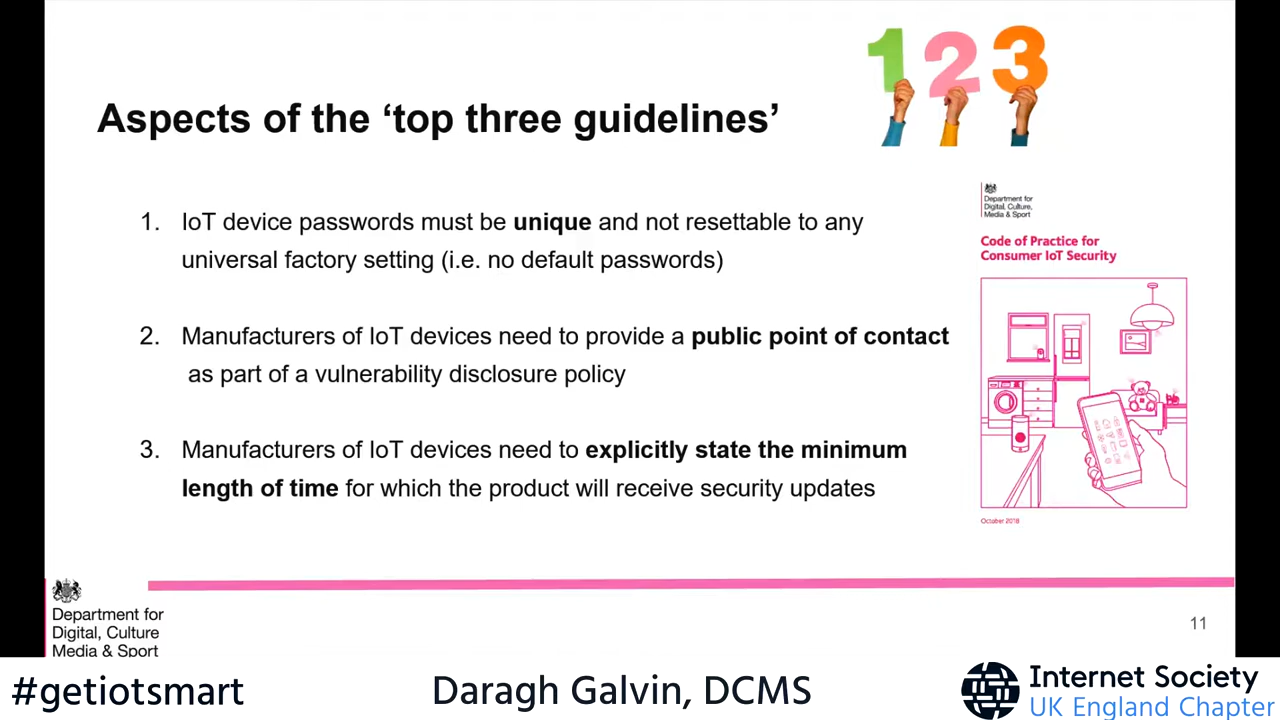 1 2 3
Aspects of the ‘top three guidelines’
1. IoT device passwords must be unique and not resettable to any
universal factory setting (i.e. no default passwords)
2. Manufacturers of IoT devices need to provide a public point of contact
as part of a vulnerability disclosure policy
3. Manufacturers of IoT devices need to explicitly state the minimum
length of time for which the product will receive security updates
Department for
Digital, Culture,
Media & Sport
Code of Practice for
Consumer IoT Security
October 2018
Department for
Digital, Culture
Media & Sport
11
#getiotsmart
Daragh Galvin, DCMS
Internet Society
UK England Chapter